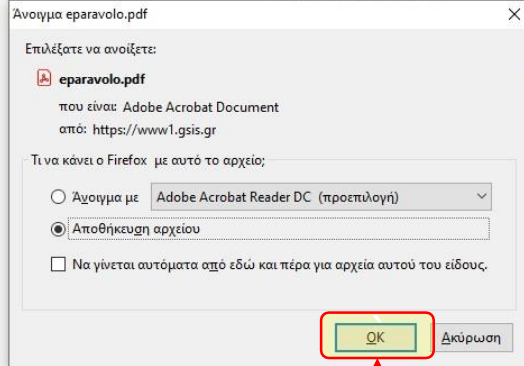 Άνοιγμα eparavolo.pdf
Επιλέξατε να ανοίξετε:
eparavolo.pdf
που είναι: Adobe Acrobat Document
από: https://www1.gsis.gr
Τι να κάνει ο Firefox με αυτό το αρχείο;
Άνοιγμα με Adobe Acrobat Reader DC (προεπιλογή)
Αποθήκευση αρχείου
Να γίνεται αυτόματα από εδώ και πέρα για αρχεία αυτού του είδους.
OK Ακύρωση